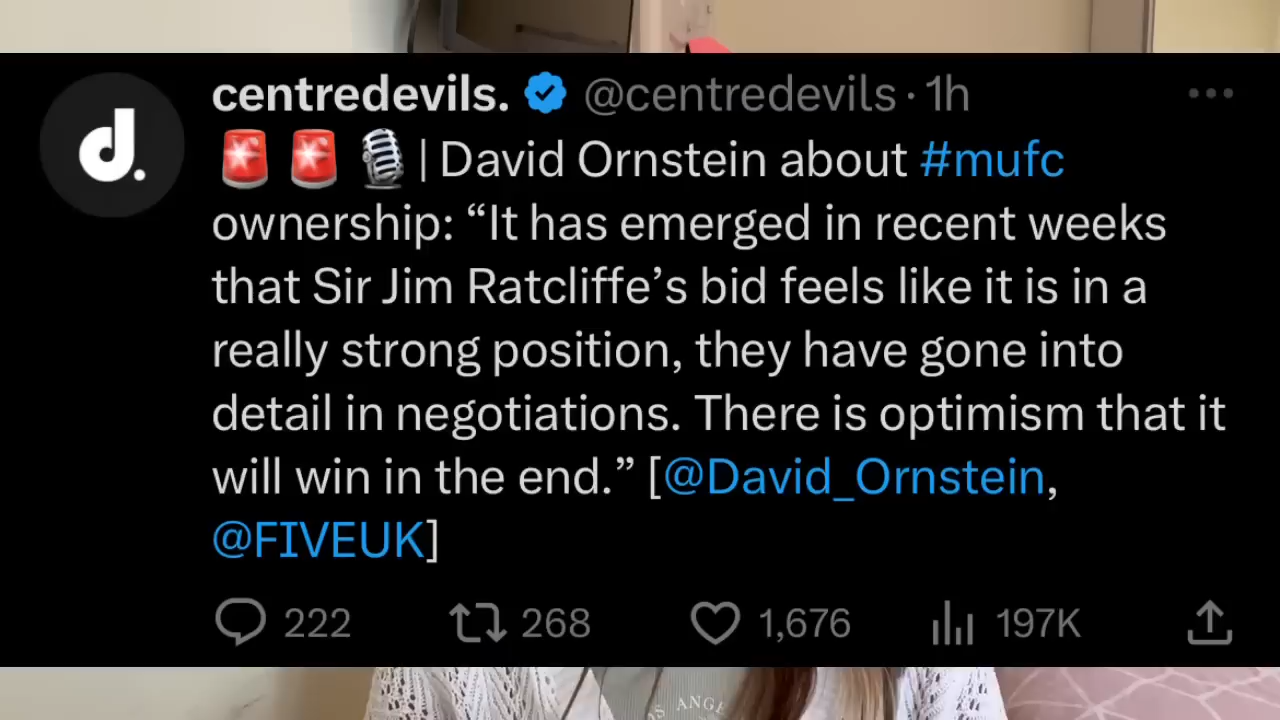 d.
centredevils. @centredevils · 1h
🚨 🚨 🎙 | David Ornstein about #mufc
ownership: “It has emerged in recent weeks
that Sir Jim Ratcliffe’s bid feels like it is in a
really strong position, they have gone into
detail in negotiations. There is optimism that it
will win in the end.” [@David_Ornstein,
@FIVEUK]
222 268 1,676 197K